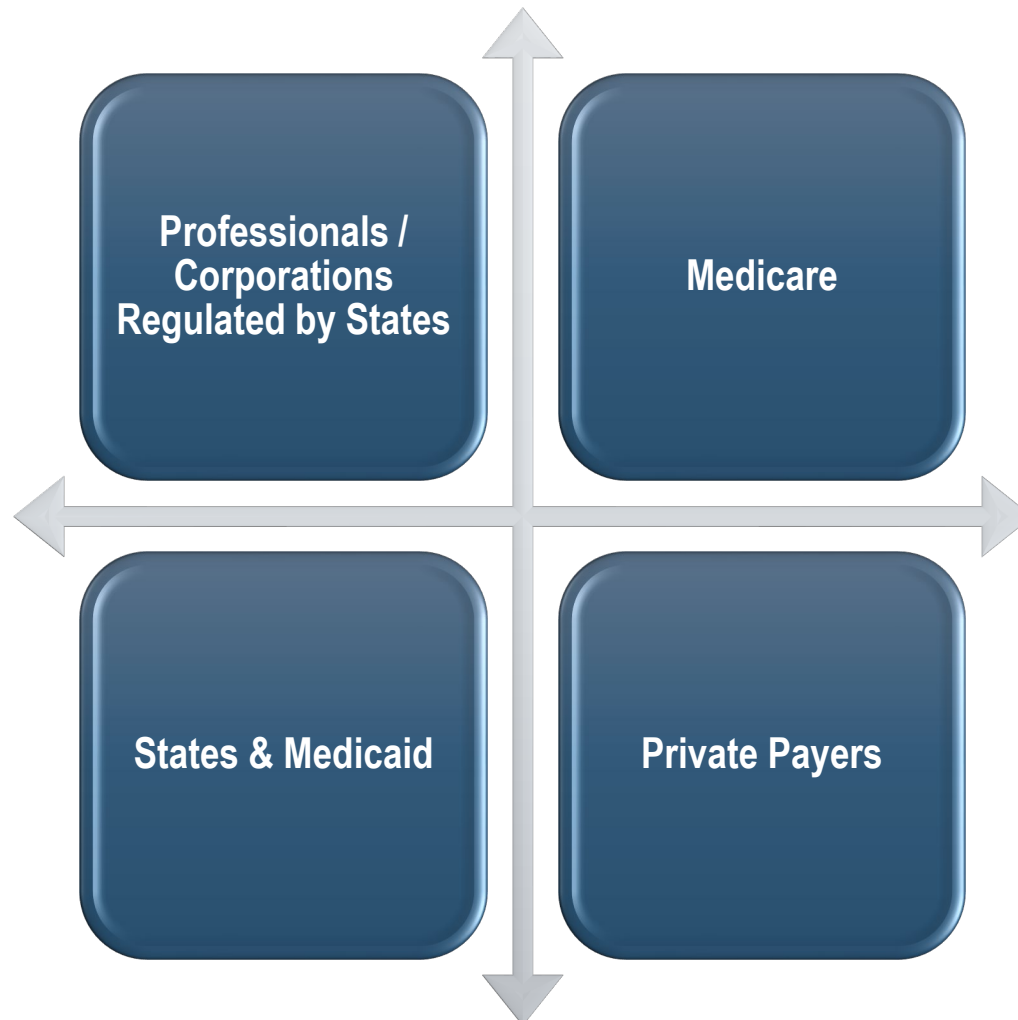 Professionals /
Corporations
Regulated by States
Medicare
States & Medicaid
Private Payers